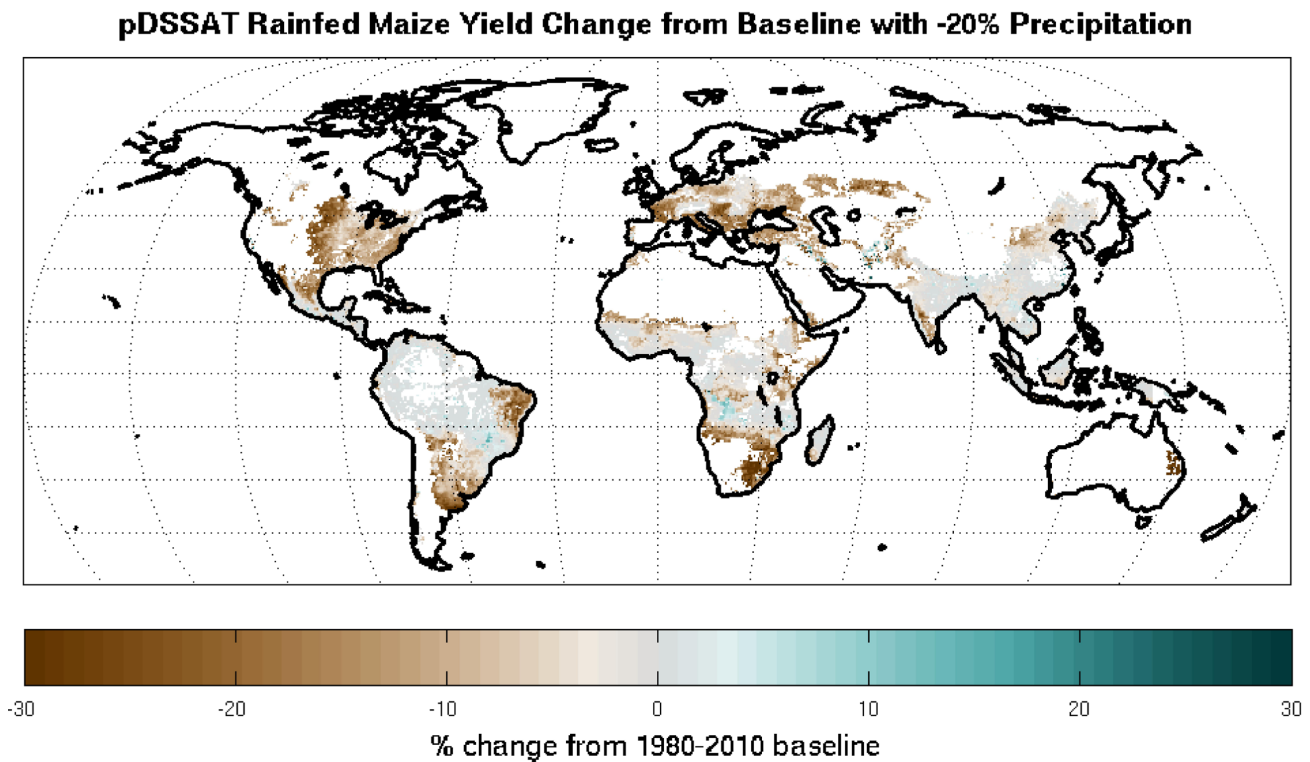 pDSSAT Rainfed Maize Yield Change from Baseline with -20% Precipitation
-30 -20 -10 0 10 20 30
% change from 1980-2010 baseline